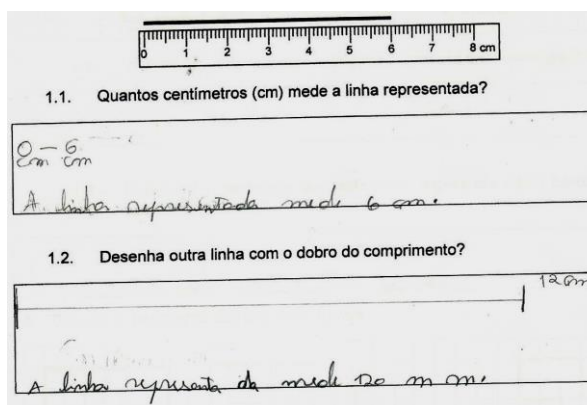 0 1 2 3 4 5 6 7 8 cm
1.1. Quantos centímetros (cm) mede a linha representada?
0 — 6
cm cm
A linha representada mede 6 cm.
1.2. Desenha outra linha com o dobro do comprimento?
12 cm
A linha representa da mede 120 m m.